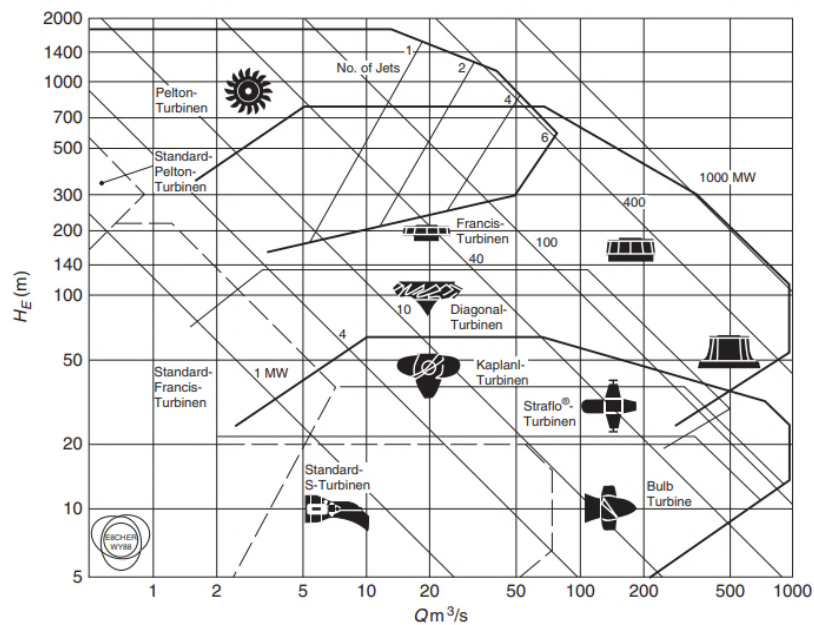 2000
1400
1000
700
500
300
200
140
100
50
20
10
5
H_E (m)
No. of Jets
1
2
4
6
Pelton-
Turbinen
Standard-
Pelton-
Turbinen
1000 MW
400
Francis-
Turbinen
100
40
10
Diagonal-
Turbinen
4
1 MW
Standard-
Francis-
Turbinen
Kaplanl-
Turbinen
Straflo®-
Turbinen
Standard-
S-Turbinen
Bulb
Turbine
E8CHER
WY88
1 2 5 10 20 50 100 200 500 1000
Qm³/s